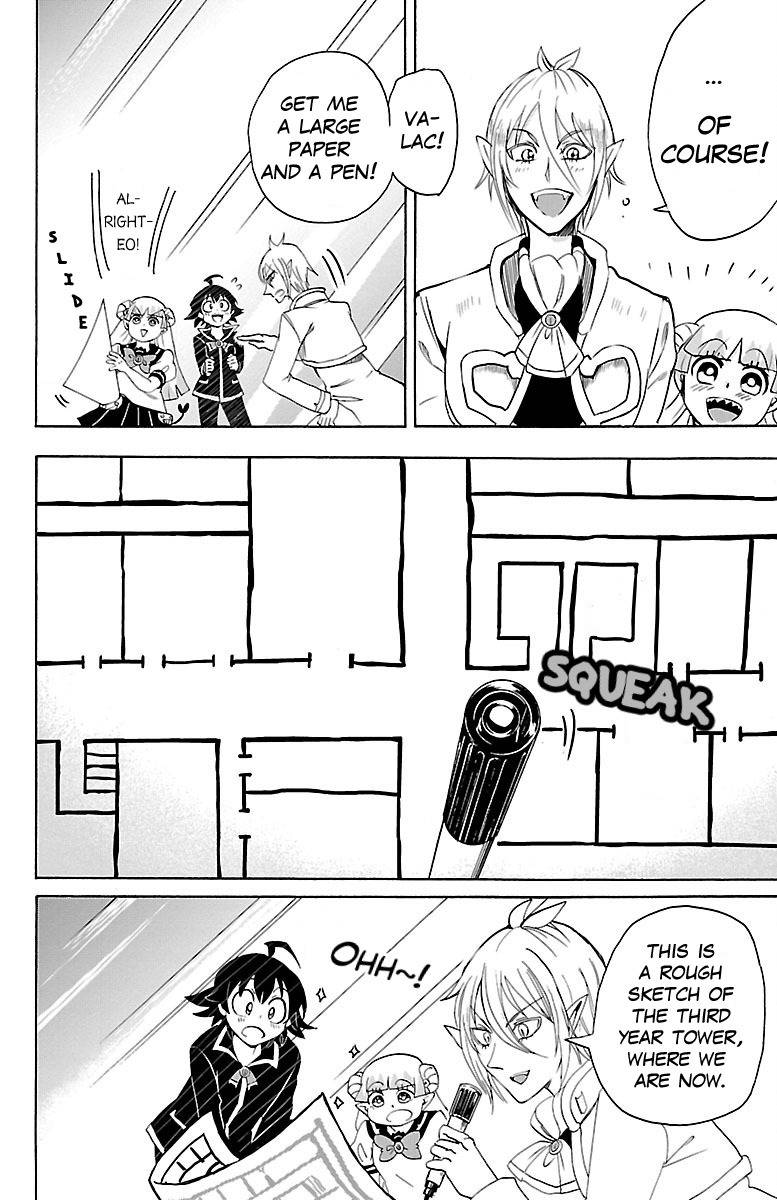 ...
OF
COURSE!
VA-
LAC!
GET ME
A LARGE
PAPER
AND A PEN!
AL-
RIGHT-
EO!
SLIDE
SQUEAK
OHH~!
THIS IS
A ROUGH
SKETCH OF
THE THIRD
YEAR TOWER,
WHERE WE
ARE NOW.